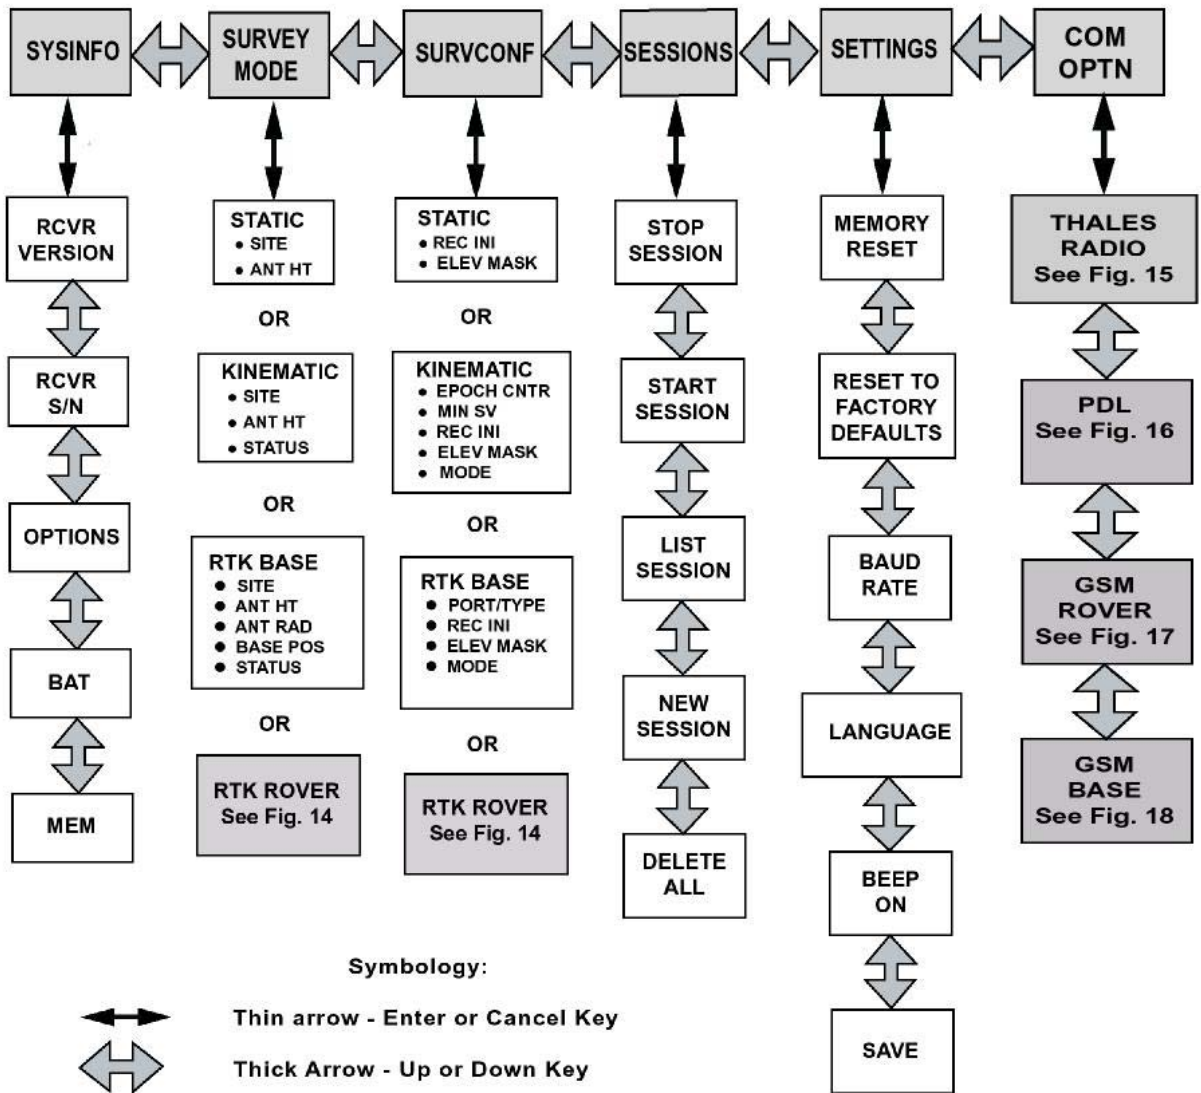 SYSINFO
SURVEY
MODE
SURVCONF
SESSIONS
SETTINGS
COM
OPTN
RCVR
VERSION
RCVR
S/N
OPTIONS
BAT
MEM
STATIC
• SITE
• ANT HT
OR
KINEMATIC
• SITE
• ANT HT
• STATUS
OR
RTK BASE
• SITE
• ANT HT
• ANT RAD
• BASE POS
• STATUS
OR
RTK ROVER
See Fig. 14
STATIC
• REC INI
• ELEV MASK
OR
KINEMATIC
• EPOCH CNTR
• MIN SV
• REC INI
• ELEV MASK
• MODE
OR
RTK BASE
• PORT/TYPE
• REC INI
• ELEV MASK
• MODE
OR
RTK ROVER
See Fig. 14
STOP
SESSION
START
SESSION
LIST
SESSION
NEW
SESSION
DELETE
ALL
MEMORY
RESET
RESET TO
FACTORY
DEFAULTS
BAUD
RATE
LANGUAGE
BEEP
ON
SAVE
THALES
RADIO
See Fig. 15
PDL
See Fig. 16
GSM
ROVER
See Fig. 17
GSM
BASE
See Fig. 18
Symbology:
Thin arrow - Enter or Cancel Key
Thick Arrow - Up or Down Key